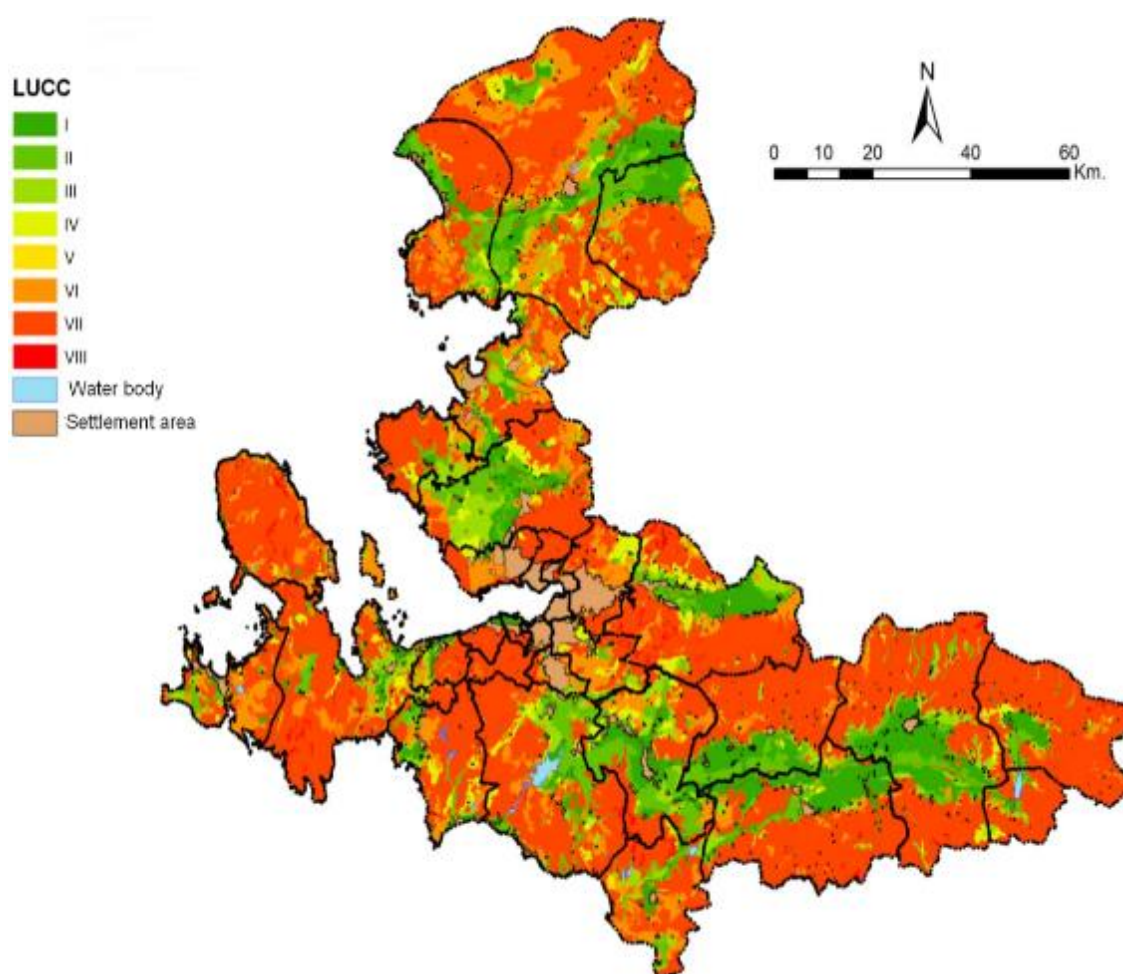 LUCC
I
II
III
IV
V
VI
VII
VIII
Water body
Settlement area
N
0 10 20 40 60
Km.